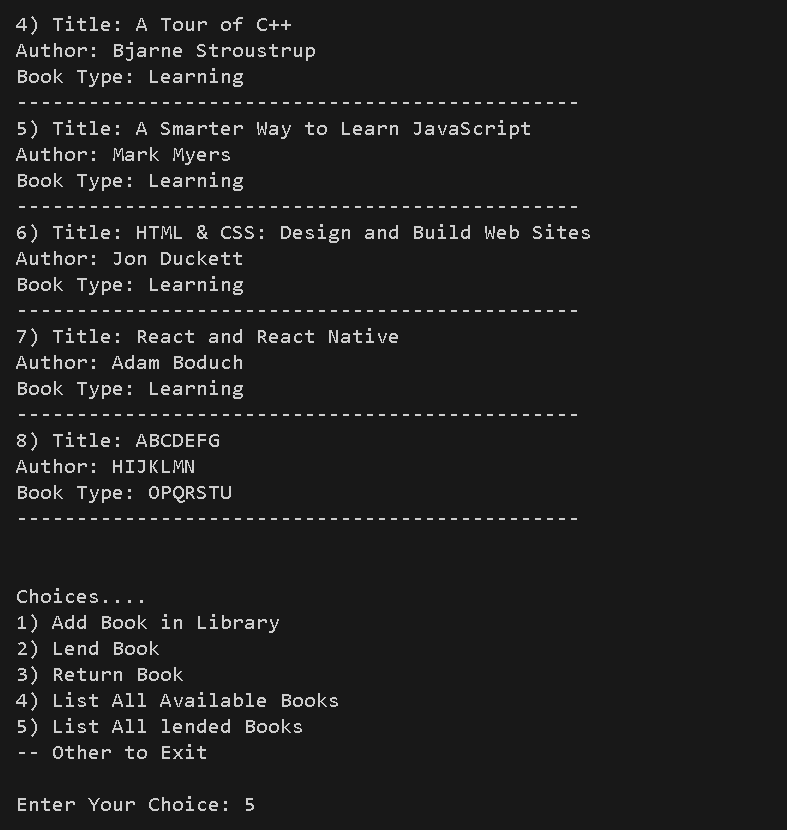 4) Title: A Tour of C++
Author: Bjarne Stroustrup
Book Type: Learning
-----------------------------------------------
5) Title: A Smarter Way to Learn JavaScript
Author: Mark Myers
Book Type: Learning
-----------------------------------------------
6) Title: HTML & CSS: Design and Build Web Sites
Author: Jon Duckett
Book Type: Learning
-----------------------------------------------
7) Title: React and React Native
Author: Adam Boduch
Book Type: Learning
-----------------------------------------------
8) Title: ABCDEFG
Author: HIJKLMN
Book Type: OPQRSTU
-----------------------------------------------
Choices....
1) Add Book in Library
2) Lend Book
3) Return Book
4) List All Available Books
5) List All lended Books
-- Other to Exit
Enter Your Choice: 5